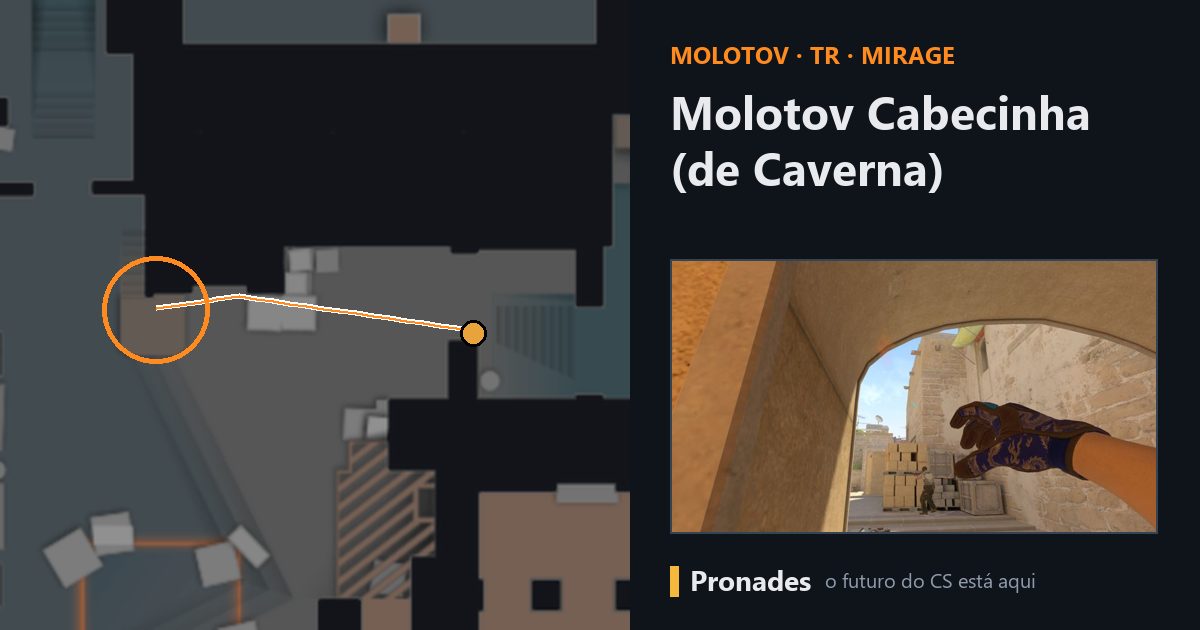 MOLOTOV · TR · MIRAGE
Molotov Cabecinha
(de Caverna)
Pronades o futuro do CS está aqui